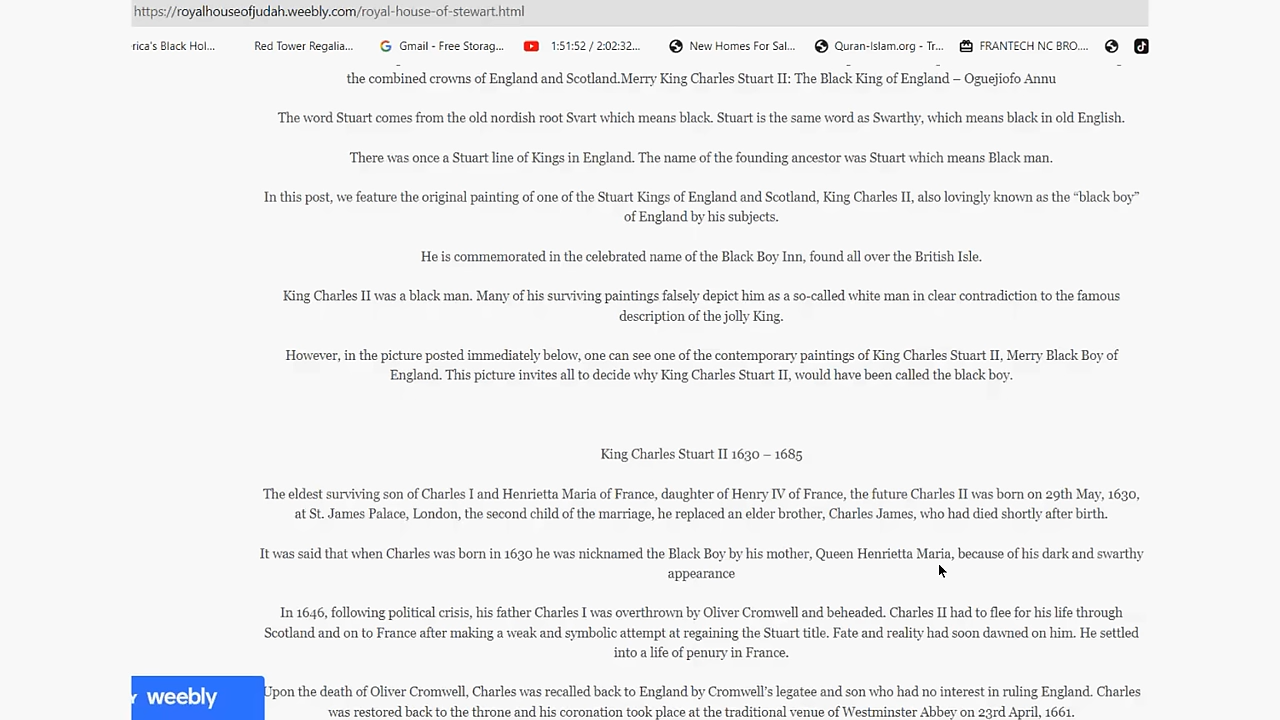 https://royalhouseofjudah.weebly.com/royal-house-of-stewart.html
rica's Black Hol... Red Tower Regalia... Gmail - Free Storag... 1:51:52 / 2:02:32... New Homes For Sal... Quran-Islam.org - Tr... FRANTECH NC BRO....
the combined crowns of England and Scotland.Merry King Charles Stuart II: The Black King of England – Oguejiofo Annu
The word Stuart comes from the old nordish root Svart which means black. Stuart is the same word as Swarthy, which means black in old English.
There was once a Stuart line of Kings in England. The name of the founding ancestor was Stuart which means Black man.
In this post, we feature the original painting of one of the Stuart Kings of England and Scotland, King Charles II, also lovingly known as the “black boy”
of England by his subjects.
He is commemorated in the celebrated name of the Black Boy Inn, found all over the British Isle.
King Charles II was a black man. Many of his surviving paintings falsely depict him as a so-called white man in clear contradiction to the famous
description of the jolly King.
However, in the picture posted immediately below, one can see one of the contemporary paintings of King Charles Stuart II, Merry Black Boy of
England. This picture invites all to decide why King Charles Stuart II, would have been called the black boy.
King Charles Stuart II 1630 – 1685
The eldest surviving son of Charles I and Henrietta Maria of France, daughter of Henry IV of France, the future Charles II was born on 29th May, 1630,
at St. James Palace, London, the second child of the marriage, he replaced an elder brother, Charles James, who had died shortly after birth.
It was said that when Charles was born in 1630 he was nicknamed the Black Boy by his mother, Queen Henrietta Maria, because of his dark and swarthy
appearance
In 1646, following political crisis, his father Charles I was overthrown by Oliver Cromwell and beheaded. Charles II had to flee for his life through
Scotland and on to France after making a weak and symbolic attempt at regaining the Stuart title. Fate and reality had soon dawned on him. He settled
into a life of penury in France.
Upon the death of Oliver Cromwell, Charles was recalled back to England by Cromwell's legatee and son who had no interest in ruling England. Charles
was restored back to the throne and his coronation took place at the traditional venue of Westminster Abbey on 23rd April, 1661.
weebly